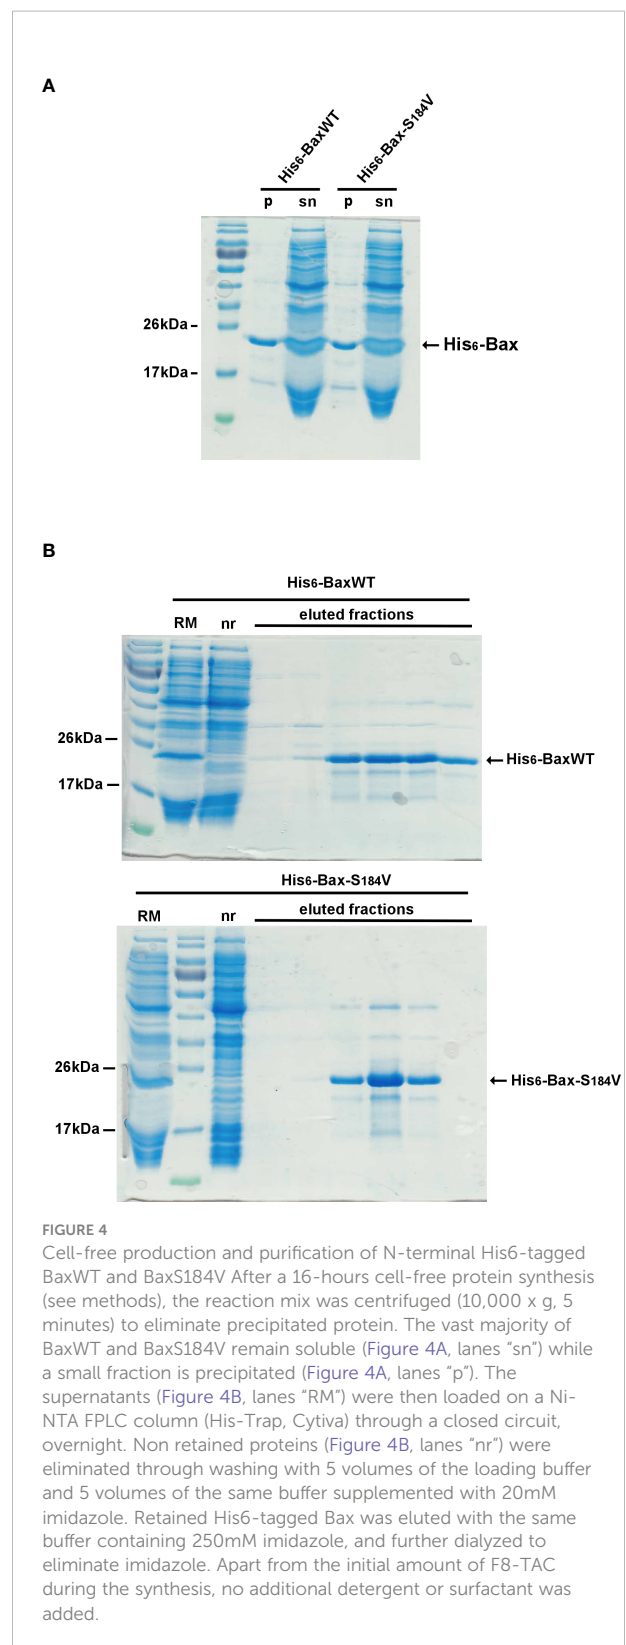 A
His6-BaxWT
His6-Bax-S184V
p sn p sn
26kDa
His6-Bax
17kDa
B
His6-BaxWT
eluted fractions
RM nr
26kDa
His6-BaxWT
17kDa
His6-Bax-S184V
RM nr eluted fractions
26kDa
His6-Bax-S184V
17kDa
FIGURE 4
Cell-free production and purification of N-terminal His6-tagged
BaxWT and BaxS184V After a 16-hours cell-free protein synthesis
(see methods), the reaction mix was centrifuged (10,000 x g, 5
minutes) to eliminate precipitated protein. The vast majority of
BaxWT and BaxS184V remain soluble (Figure 4A, lanes “sn”) while
a small fraction is precipitated (Figure 4A, lanes “p”). The
supernatants (Figure 4B, lanes “RM”) were then loaded on a Ni-
NTA FPLC column (His-Trap, Cytiva) through a closed circuit,
overnight. Non retained proteins (Figure 4B, lanes “nr”) were
eliminated through washing with 5 volumes of the loading buffer
and 5 volumes of the same buffer supplemented with 20mM
imidazole. Retained His6-tagged Bax was eluted with the same
buffer containing 250mM imidazole, and further dialyzed to
eliminate imidazole. Apart from the initial amount of F8-TAC
during the synthesis, no additional detergent or surfactant was
added.